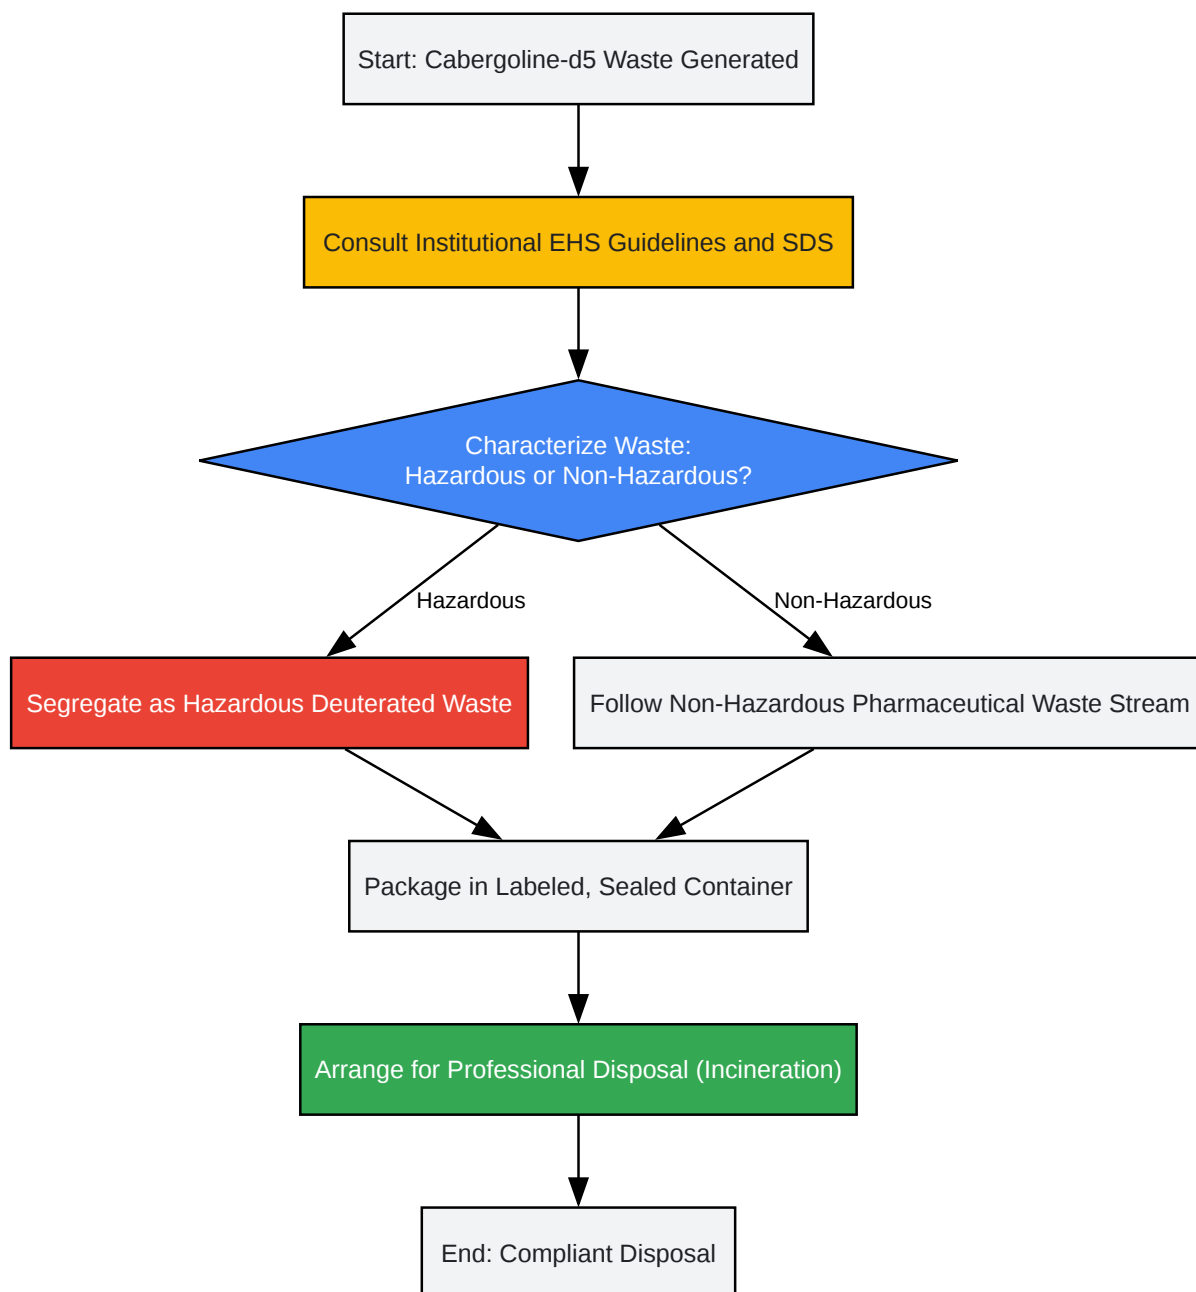 Start: Cabergoline-d5 Waste Generated
Consult Institutional EHS Guidelines and SDS
Characterize Waste:
Hazardous or Non-Hazardous?
Hazardous
Non-Hazardous
Segregate as Hazardous Deuterated Waste
Follow Non-Hazardous Pharmaceutical Waste Stream
Package in Labeled, Sealed Container
Arrange for Professional Disposal (Incineration)
End: Compliant Disposal